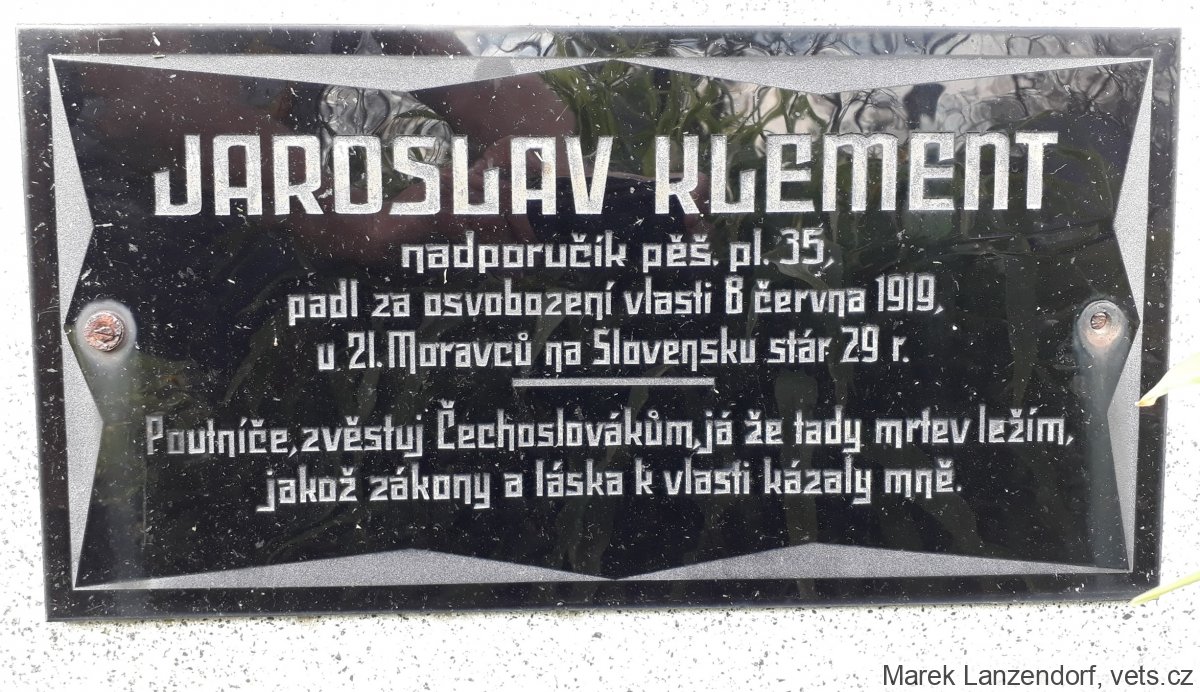 JAROSLAV KLEMENT
nadporučík pěš. pl. 35,
padl za osvobození vlasti 8 června 1919,
u Zl. Moravců na Slovensku stár 29 r.
Poutníče, zvěstuj Čechoslovákům, já že tady mrtev ležím,
jakož zákony a láska k vlasti kázaly mně.
Marek Lanzendorf, vets.cz